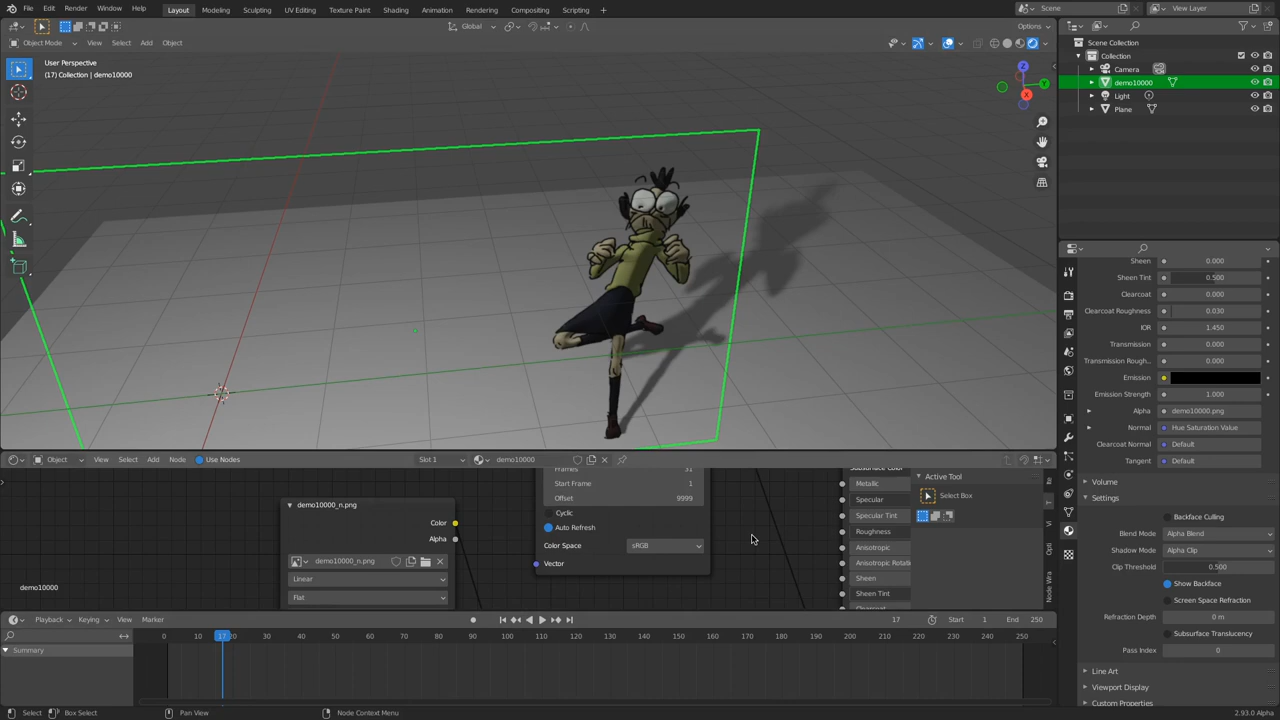 File Edit Render Window Help Layout Modeling Sculpting UV Editing Texture Paint Shading Animation Rendering Compositing Scripting + Scene View Layer
Global Options
Object Mode View Select Add Object
User Perspective
(17) Collection | demo10000
Scene Collection
Collection
Camera
demo10000
Light
Plane
Z
Y
X
Sheen 0.000
Sheen Tint 0.500
Clearcoat 0.000
Clearcoat Roughness 0.030
IOR 1.450
Transmission 0.000
Transmission Rough... 0.000
Emission
Emission Strength 1.000
Alpha demo10000.png
Normal Hue Saturation Value
Clearcoat Normal Default
Tangent Default
Volume
Settings
Backface Culling
Blend Mode Alpha Blend
Shadow Mode Alpha Clip
Clip Threshold 0.500
Show Backface
Screen Space Refraction
Refraction Depth 0 m
Subsurface Translucency
Pass Index 0
Line Art
Viewport Display
Custom Properties
Object View Select Add Node Use Nodes Slot 1 demo10000
demo10000_n.png
Color
Alpha
demo10000_n.png
Linear
Flat
demo10000
Frames 31
Start Frame 1
Offset 9999
Cyclic
Auto Refresh
Color Space sRGB
Vector
Subsurface Color
Metallic
Specular
Specular Tint
Roughness
Anisotropic
Anisotropic Rotati
Sheen
Sheen Tint
Active Tool
Select Box
Opti
Node Wra
Playback Keying View Marker 17 Start 1 End 250
0 10 17 20 30 40 50 60 70 80 90 100 110 120 130 140 150 160 170 180 190 200 210 220 230 240 250
Summary
Select Box Select Pan View Node Context Menu 2.93.0 Alpha